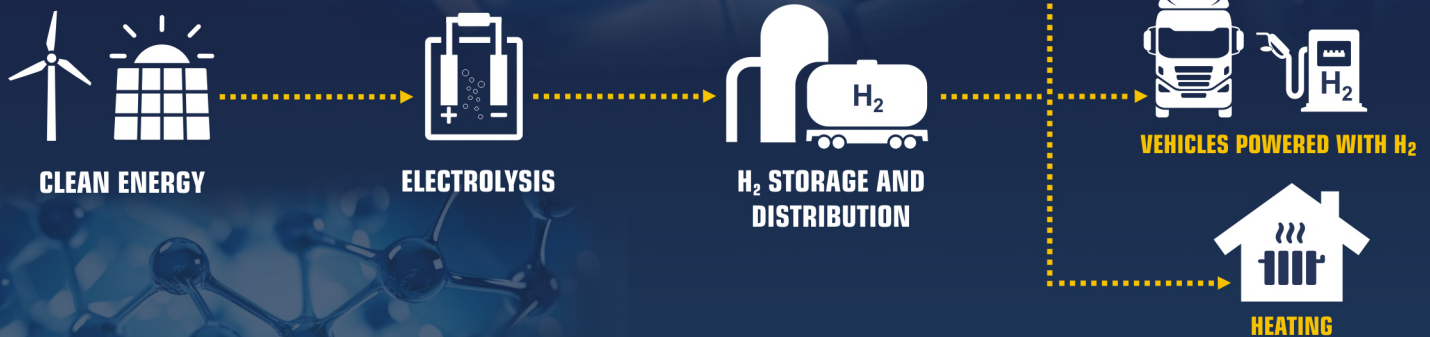 + −
H₂
H₂
CLEAN ENERGY
ELECTROLYSIS
H₂ STORAGE AND
DISTRIBUTION
VEHICLES POWERED WITH H₂
HEATING